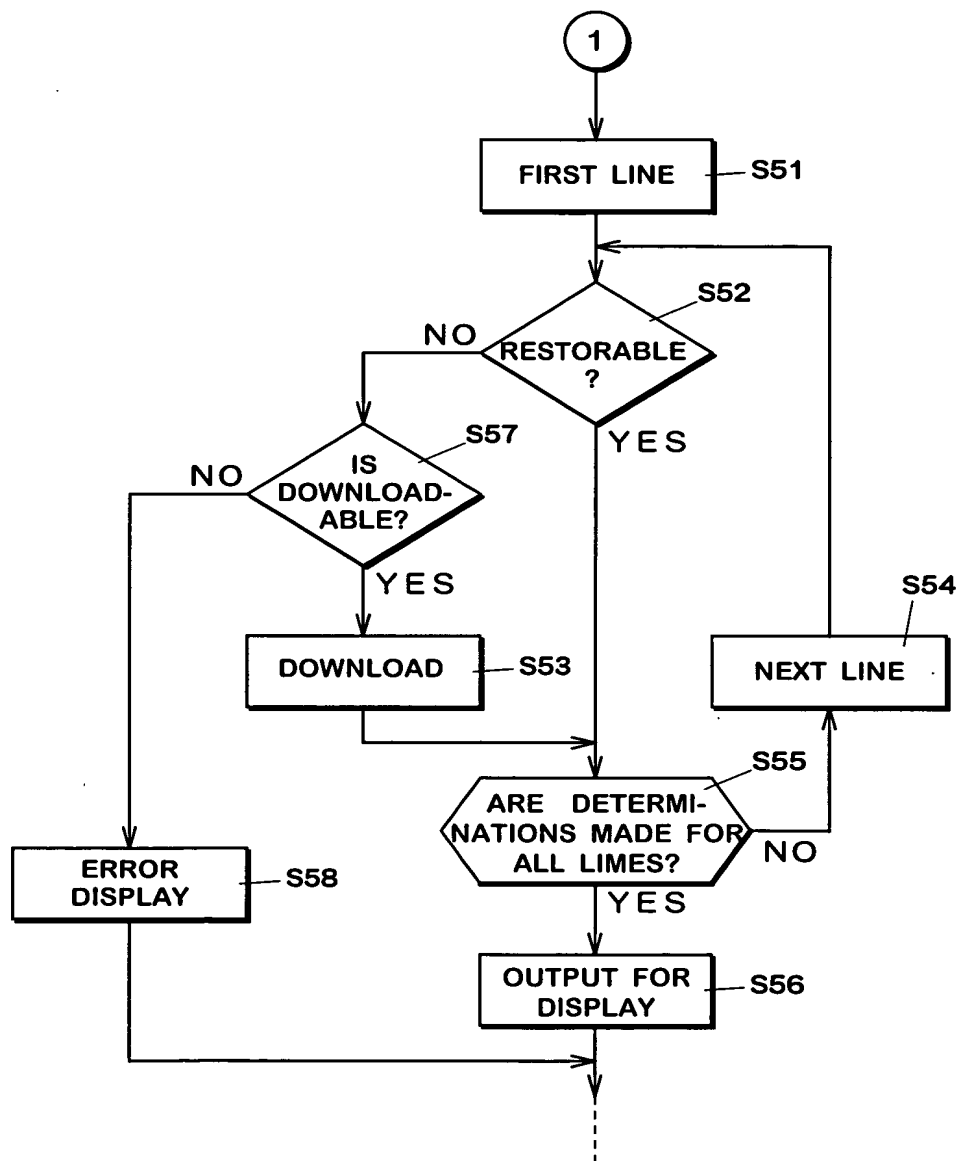 1
FIRST LINE
S51
S52
NO
RESTORABLE
?
YES
S57
IS
NO
DOWNLOAD-
ABLE?
YES
S54
DOWNLOAD
S53
NEXT LINE
S55
ARE DETERMI-
NATIONS MADE FOR
ALL LIMES?
NO
YES
ERROR
DISPLAY
S58
OUTPUT FOR
DISPLAY
S56